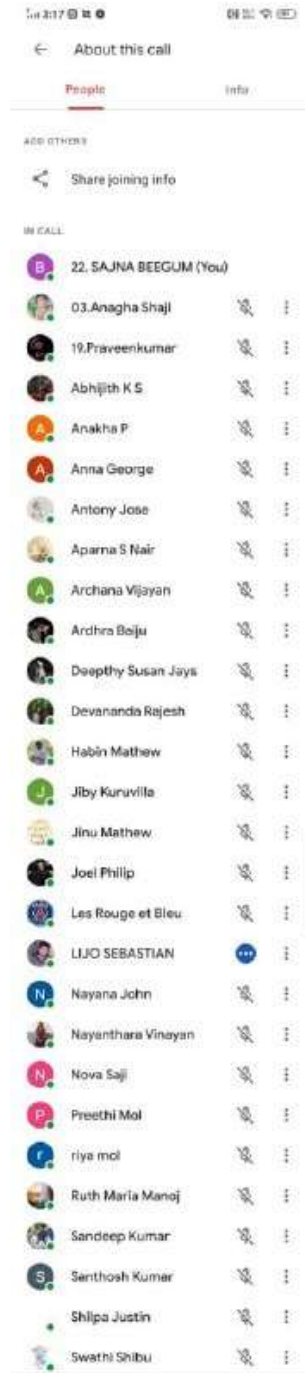 3:17
About this call
People Info
ADD OTHERS
Share joining info
IN CALL
B 22. SAJNA BEEGUM (You)
03.Anagha Shaji
19.Praveenkumar
Abhijith K S
A Anakha P
A Anna George
Antony Jose
Aparna S Nair
A Archana Vijayan
Ardhra Baiju
Deepthy Susan Jays
Devananda Rajesh
Habin Mathew
J Jiby Kuruvilla
Jinu Mathew
Joel Philip
Les Rouge et Bleu
LIJO SEBASTIAN
N Nayana John
Nayanthara Vinayan
N Nova Saji
P Preethi Mol
r riya mol
Ruth Maria Manoj
Sandeep Kumar
S Santhosh Kumar
Shilpa Justin
Swathi Shibu